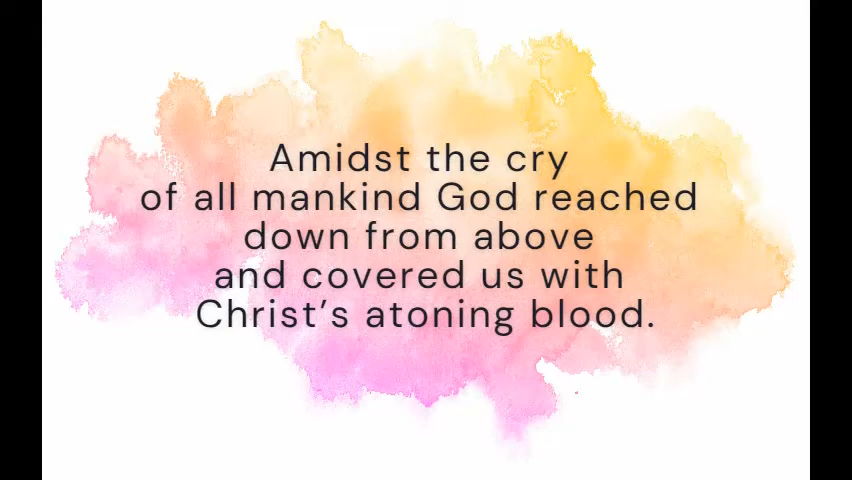 Amidst the cry
of all mankind God reached
down from above
and covered us with
Christ’s atoning blood.